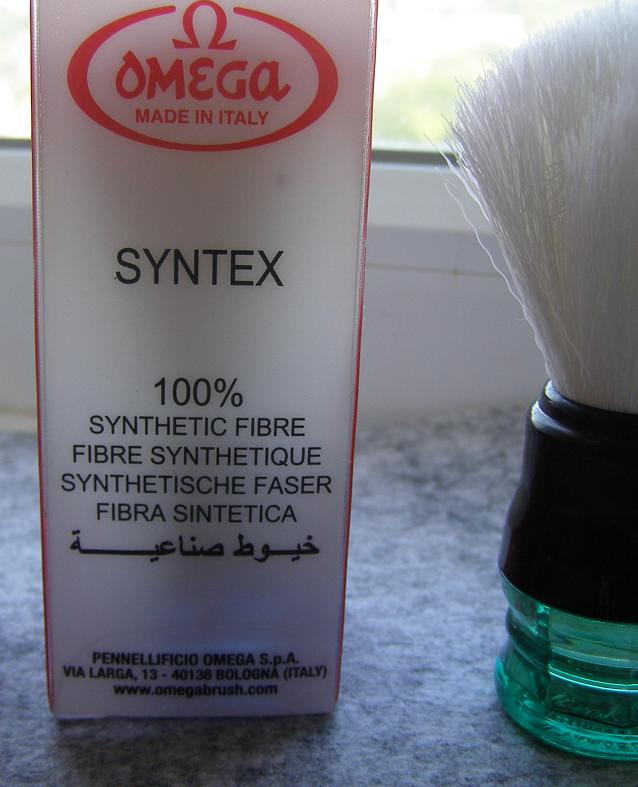 Ω
OMEGA
MADE IN ITALY
SYNTEX
100%
SYNTHETIC FIBRE
FIBRE SYNTHETIQUE
SYNTHETISCHE FASER
FIBRA SINTETICA
خيوط صناعية
PENNELLIFICIO OMEGA S.p.A.
VIA LARGA, 13 - 40138 BOLOGNA (ITALY)
www.omegabrush.com